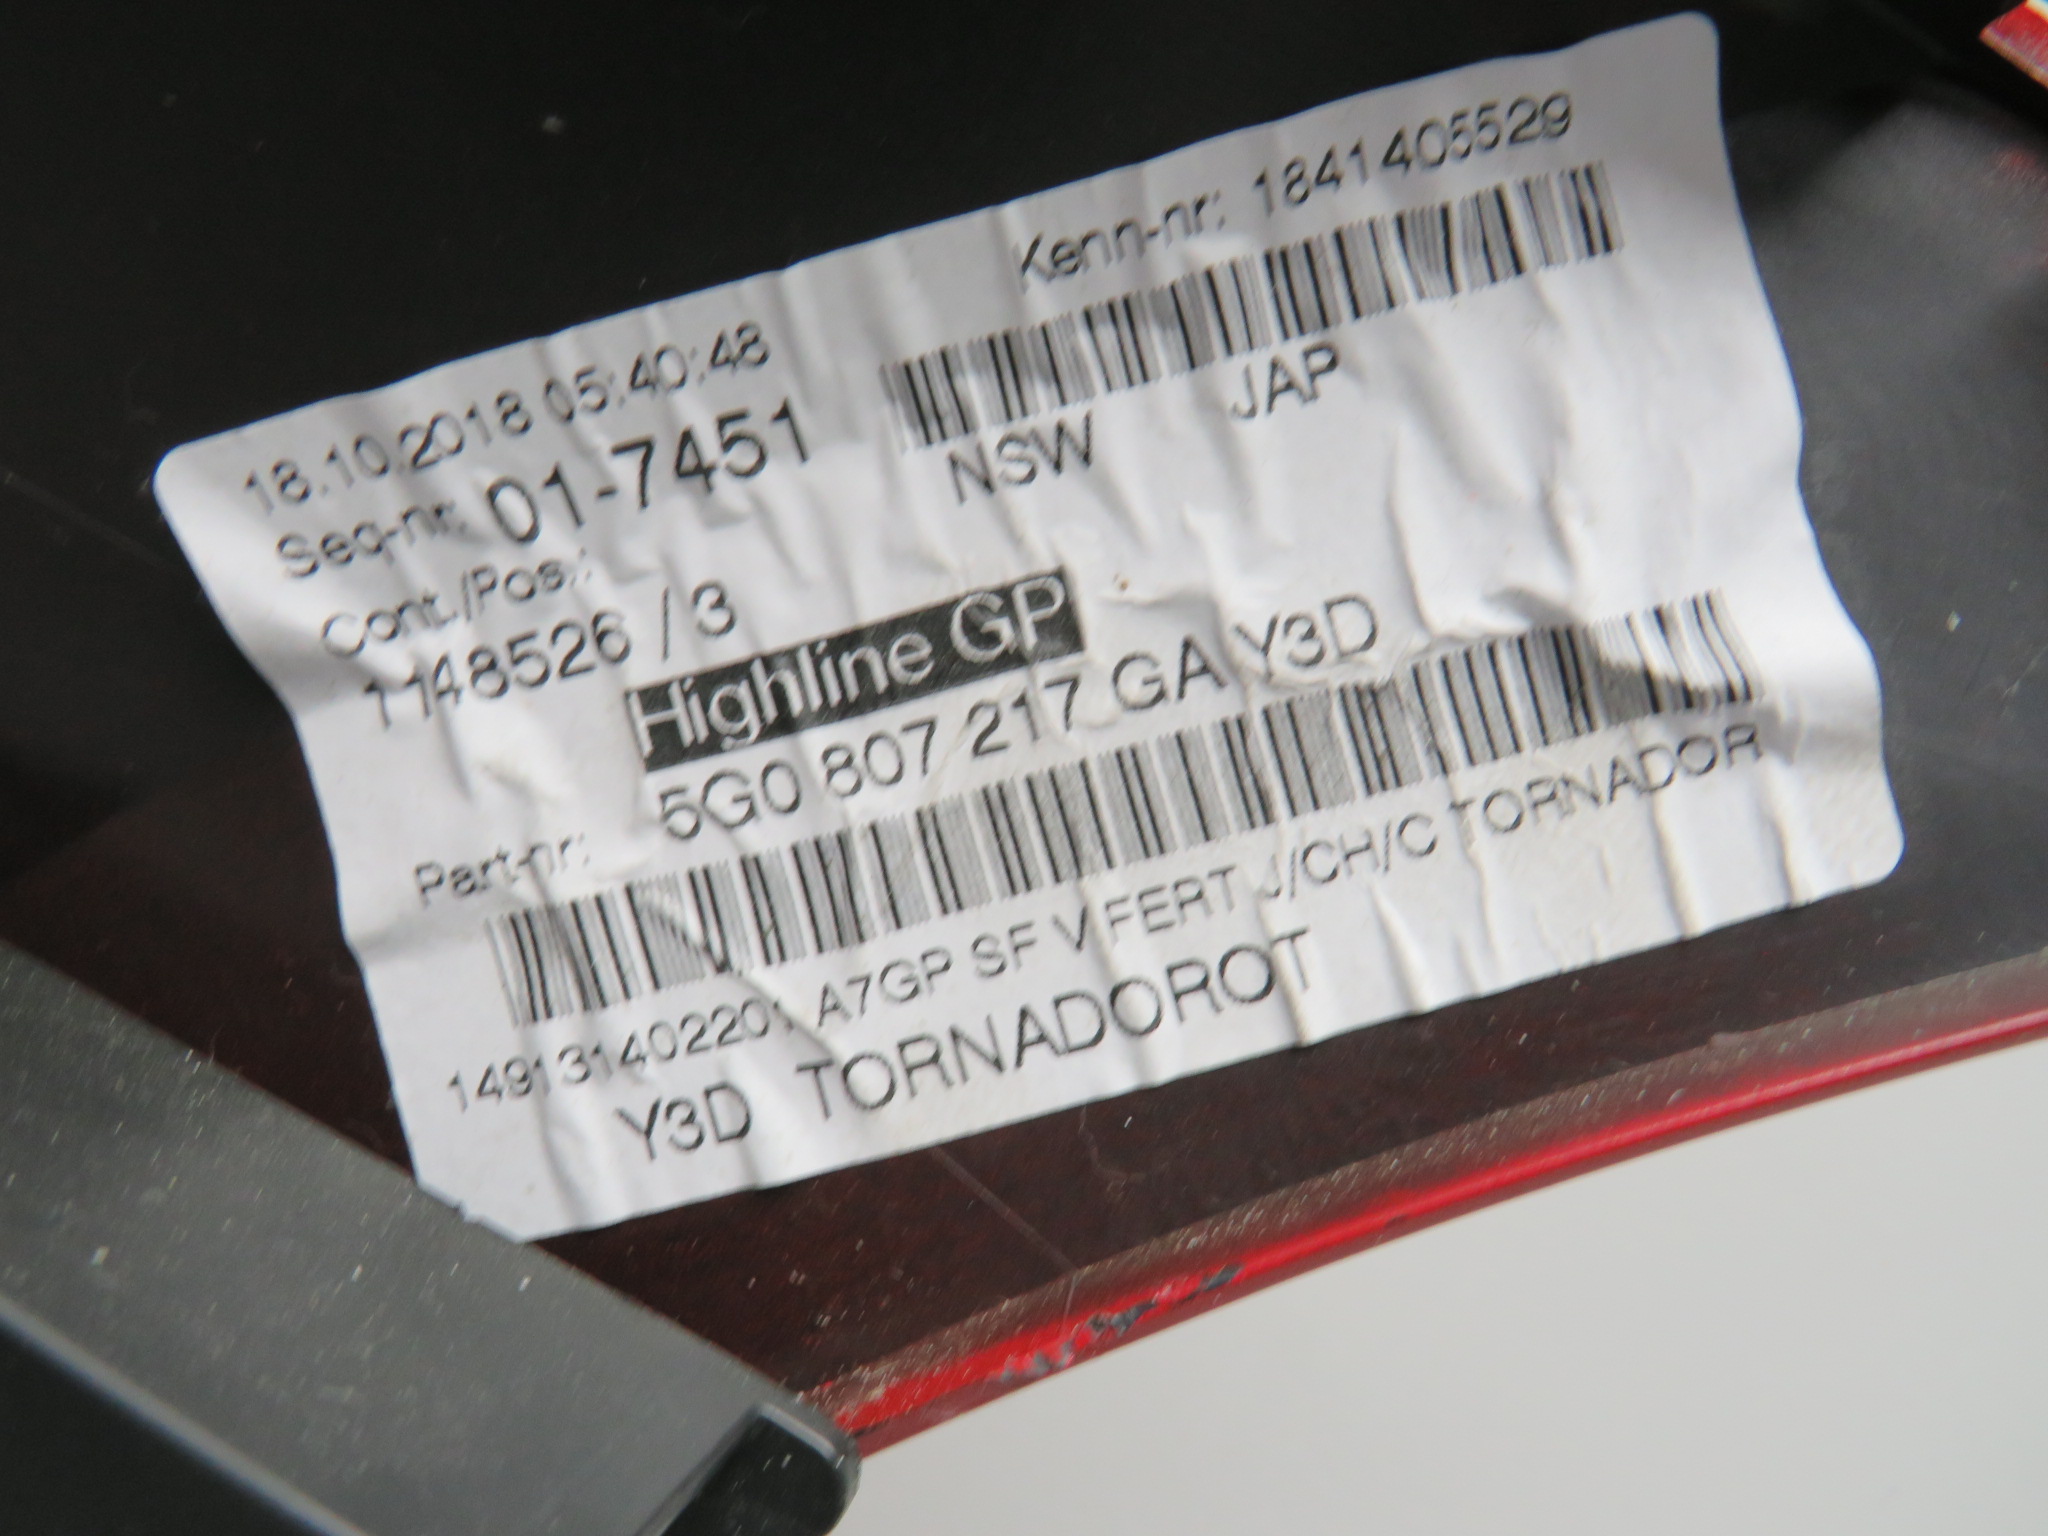 18.10.2018 05:40:48
Kenn-nr: 1841405529
Seq-nr: 01-7451
NSW JAP
Cont./Pos.:
1148526 / 3
Highline GP
Part-nr: 5G0 807 217 GA Y3D
149131402201 A7GP SF V FERT J/CH/C TORNADOR
Y3D TORNADOROT